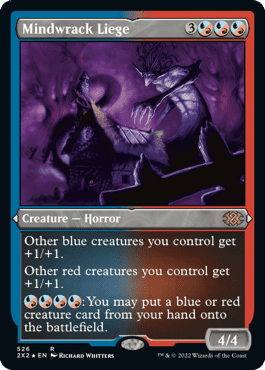 Mindwrack Liege 3
Creature — Horror
Other blue creatures you control get
+1/+1.
Other red creatures you control get
+1/+1.
:You may put a blue or red
creature card from your hand onto
the battlefield.
4/4
526 R
2X2 ★ EN Richard Whitters
™ & © 2022 Wizards of the Coast